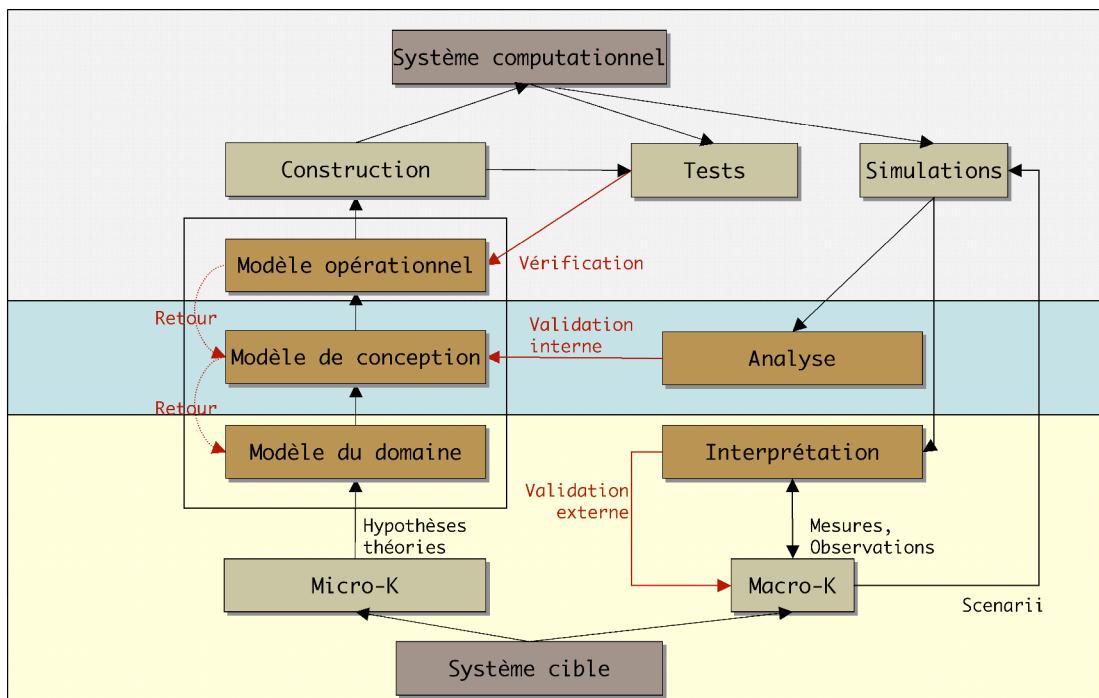 Système computationnel
Construction
Tests
Simulations
Modèle opérationnel
Vérification
Retour
Validation
interne
Modèle de conception
Analyse
Retour
Modèle du domaine
Interprétation
Validation
externe
Hypothèses
théories
Mesures,
Observations
Micro-K
Macro-K
Scenarii
Système cible